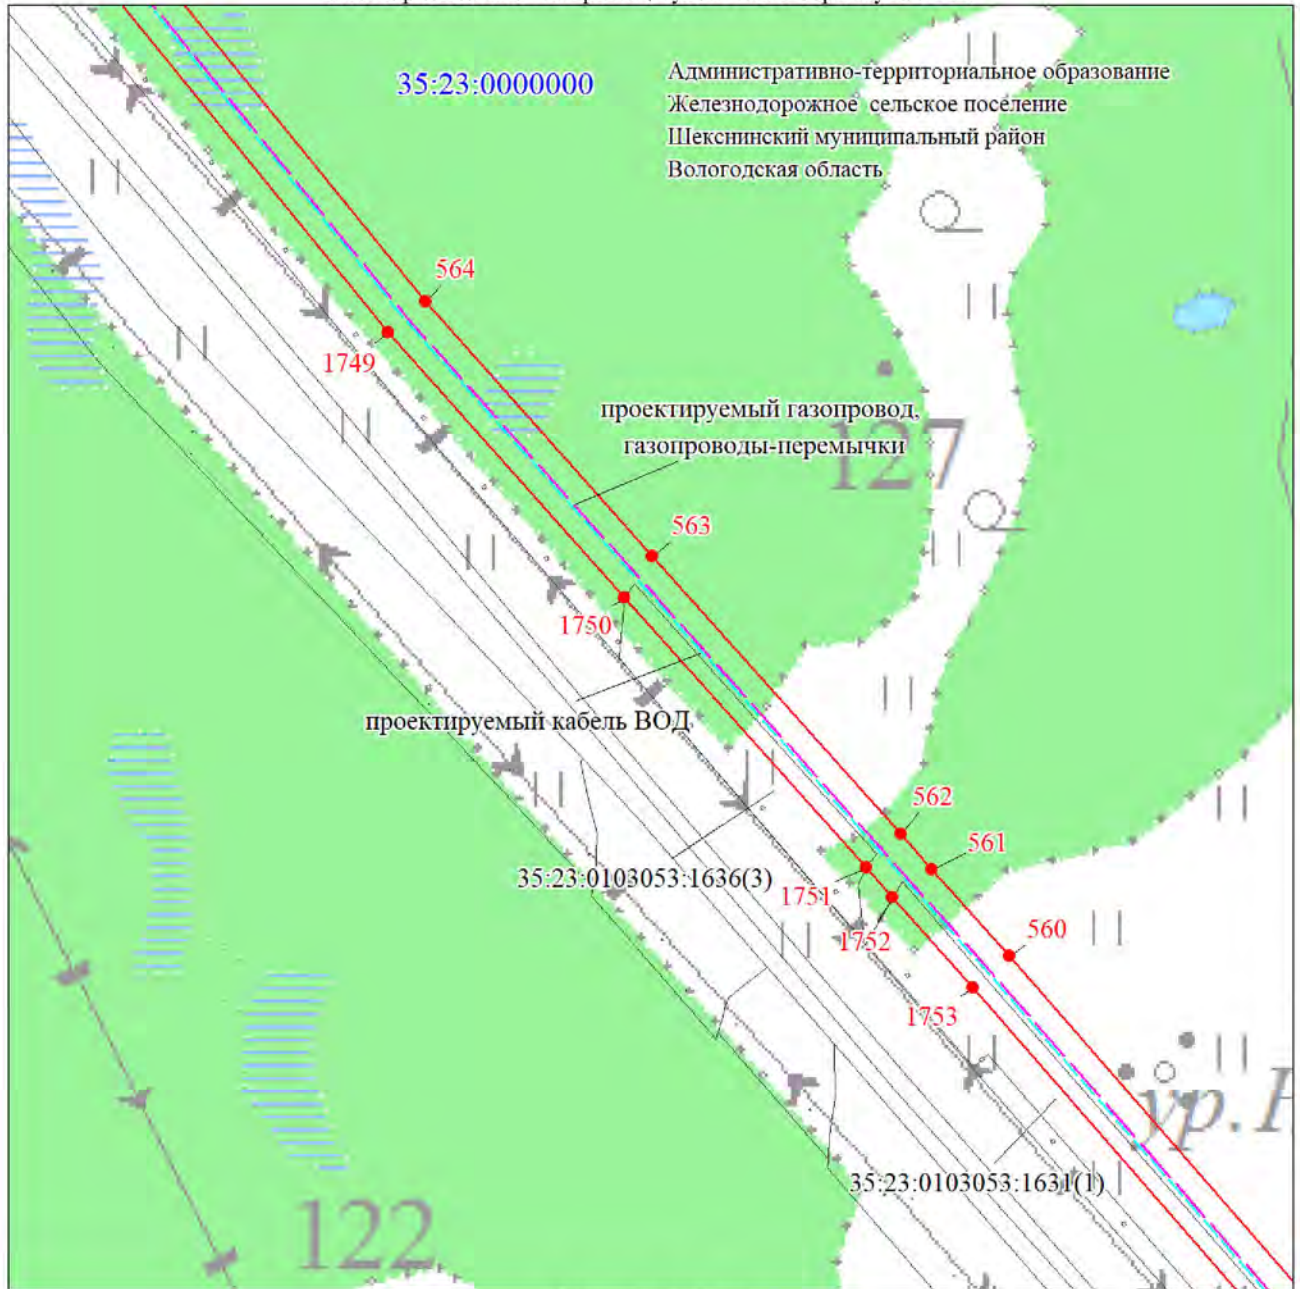 35:23:0000000
Административно-территориальное образование
Железнодорожное сельское поселение
Шекснинский муниципальный район
Вологодская область
564
1749
проектируемый газопровод,
газопроводы-перемычки
127
563
1750
проектируемый кабель ВОД
562
561
35:23:0103053:1636(3)
1751
1752
560
1753
ур.
35:23:0103053:1631(1)
122